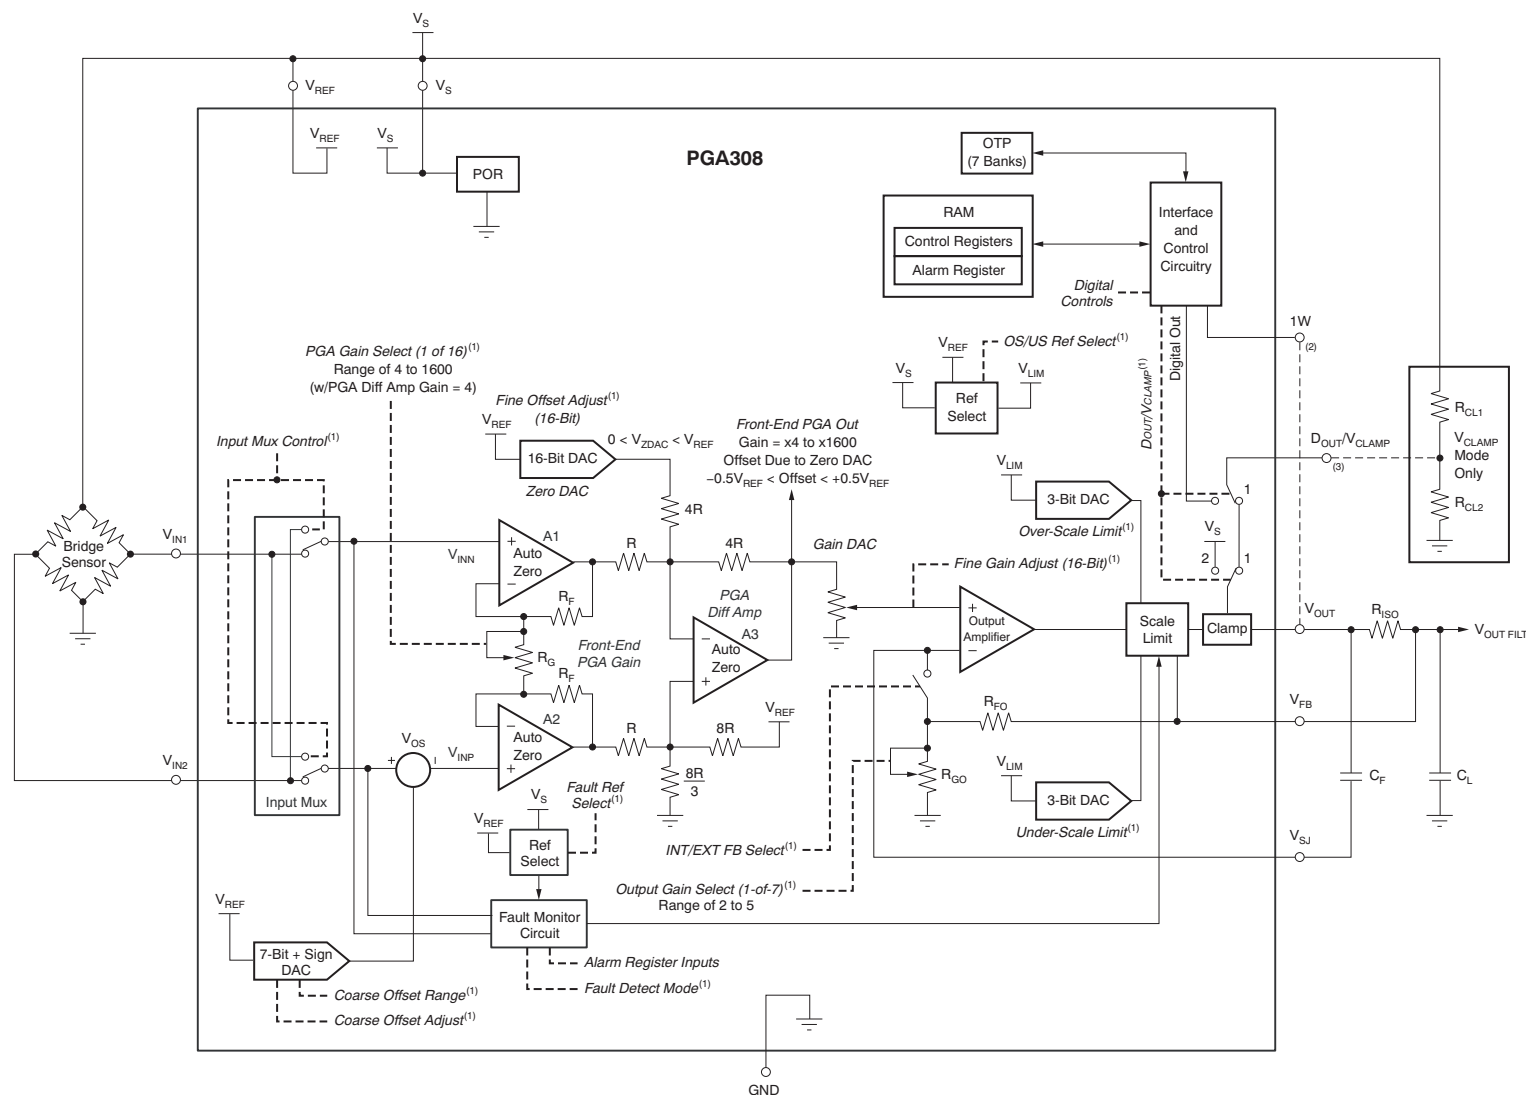 V_S
V_REF
V_S
V_REF
V_S
POR
PGA308
OTP
(7 Banks)
RAM
Control Registers
Alarm Register
Interface
and
Control
Circuitry
Digital
Controls
D_OUT/V_CLAMP(1)
Digital Out
1W
(2)
PGA Gain Select (1 of 16)(1)
Range of 4 to 1600
(w/PGA Diff Amp Gain = 4)
Fine Offset Adjust(1)
(16-Bit)
V_REF
16-Bit DAC
0 < V_ZDAC < V_REF
Zero DAC
Front-End PGA Out
Gain = x4 to x1600
Offset Due to Zero DAC
−0.5V_REF < Offset < +0.5V_REF
V_REF
OS/US Ref Select(1)
V_S
V_LIM
Ref
Select
Input Mux Control(1)
V_LIM
3-Bit DAC
Over-Scale Limit(1)
D_OUT/V_CLAMP
(3)
R_CL1
V_CLAMP
Mode
Only
R_CL2
1
V_S
2
1
Bridge
Sensor
V_IN1
V_INN
+
−
A1
Auto
Zero
R
4R
4R
R_F
R_G
Front-End
PGA Gain
R_F
PGA
Diff Amp
A3
−
+
Auto
Zero
Gain DAC
Fine Gain Adjust (16-Bit)(1)
+
−
Output
Amplifier
Scale
Limit
Clamp
V_OUT
R_ISO
V_OUT FILT
V_IN2
Input Mux
V_OS
+
−
V_INP
−
+
A2
Auto
Zero
R
8R
V_REF
8R
3
R_FO
V_FB
R_GO
V_LIM
3-Bit DAC
Under-Scale Limit(1)
C_F
C_L
V_SJ
V_S
V_REF
Fault Ref
Select(1)
Ref
Select
INT/EXT FB Select(1)
Output Gain Select (1-of-7)(1)
Range of 2 to 5
Fault Monitor
Circuit
Alarm Register Inputs
Fault Detect Mode(1)
V_REF
7-Bit + Sign
DAC
Coarse Offset Range(1)
Coarse Offset Adjust(1)
GND